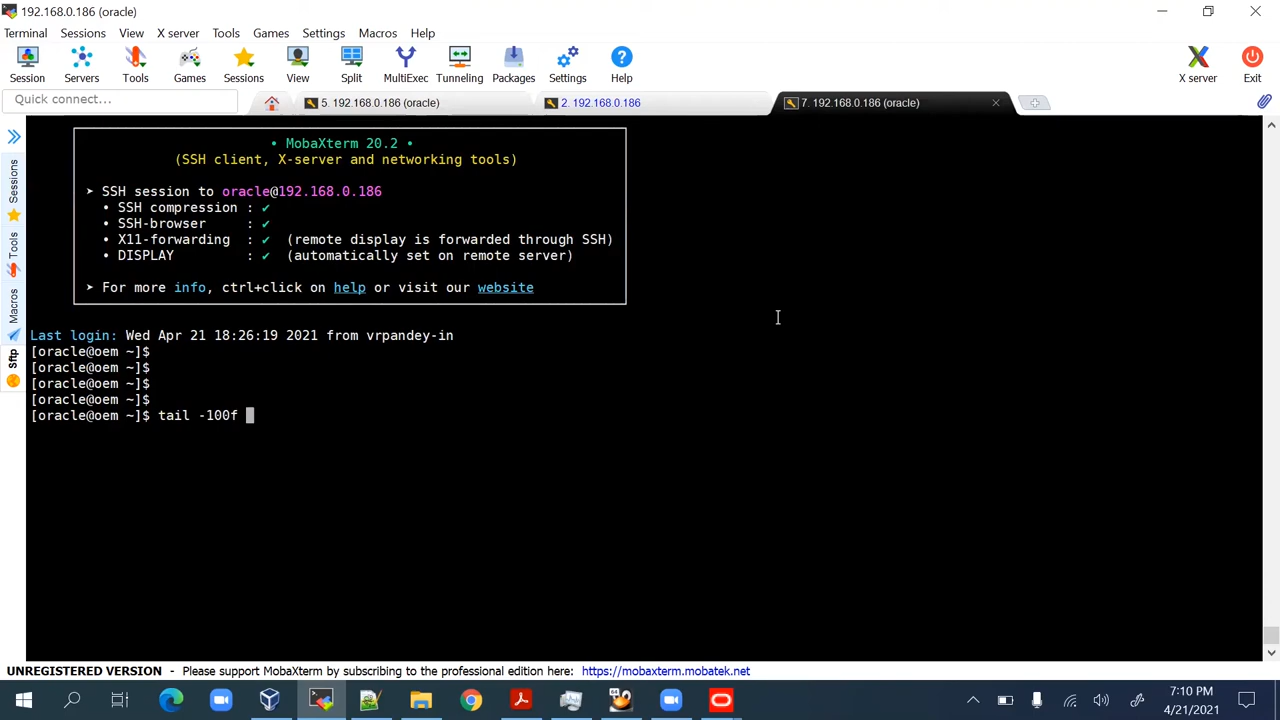 192.168.0.186 (oracle)
Terminal Sessions View X server Tools Games Settings Macros Help
Session Servers Tools Games Sessions View Split MultiExec Tunneling Packages Settings Help X server Exit
Quick connect...
5. 192.168.0.186 (oracle)
2. 192.168.0.186
7. 192.168.0.186 (oracle)
Sessions
Tools
Macros
Sftp
• MobaXterm 20.2 •
(SSH client, X-server and networking tools)
➤ SSH session to oracle@192.168.0.186
• SSH compression : ✔
• SSH-browser : ✔
• X11-forwarding : ✔ (remote display is forwarded through SSH)
• DISPLAY : ✔ (automatically set on remote server)
➤ For more info, ctrl+click on help or visit our website
Last login: Wed Apr 21 18:26:19 2021 from vrpandey-in
[oracle@oem ~]$
[oracle@oem ~]$
[oracle@oem ~]$
[oracle@oem ~]$
[oracle@oem ~]$ tail -100f
UNREGISTERED VERSION - Please support MobaXterm by subscribing to the professional edition here: https://mobaxterm.mobatek.net
7:10 PM
4/21/2021